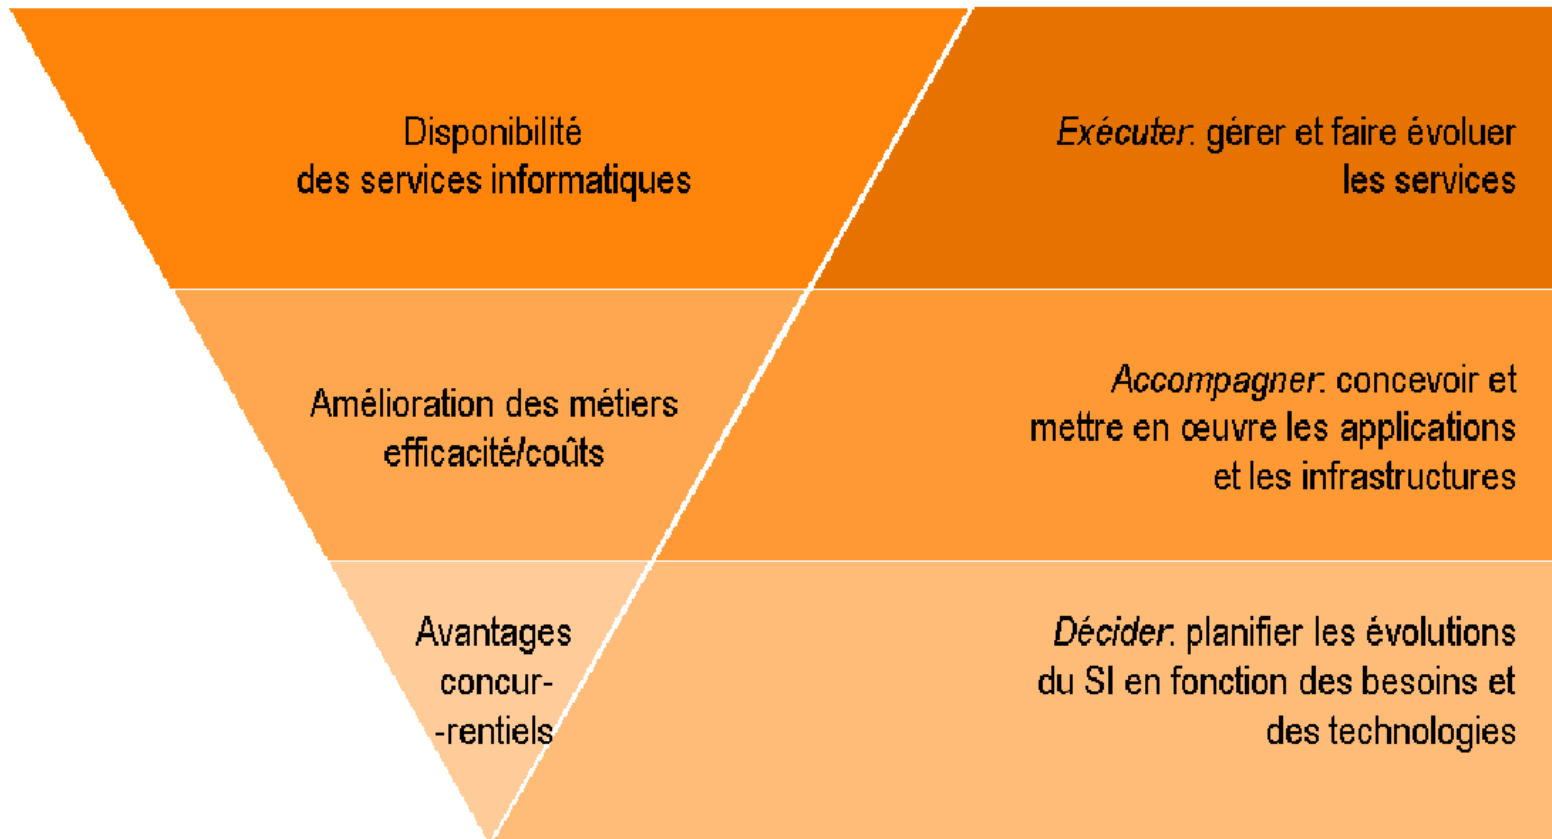 Disponibilité
des services informatiques
Exécuter: gérer et faire évoluer
les services
Amélioration des métiers
efficacité/coûts
Accompagner: concevoir et
mettre en œuvre les applications
et les infrastructures
Avantages
concur-
-rentiels
Décider: planifier les évolutions
du SI en fonction des besoins et
des technologies